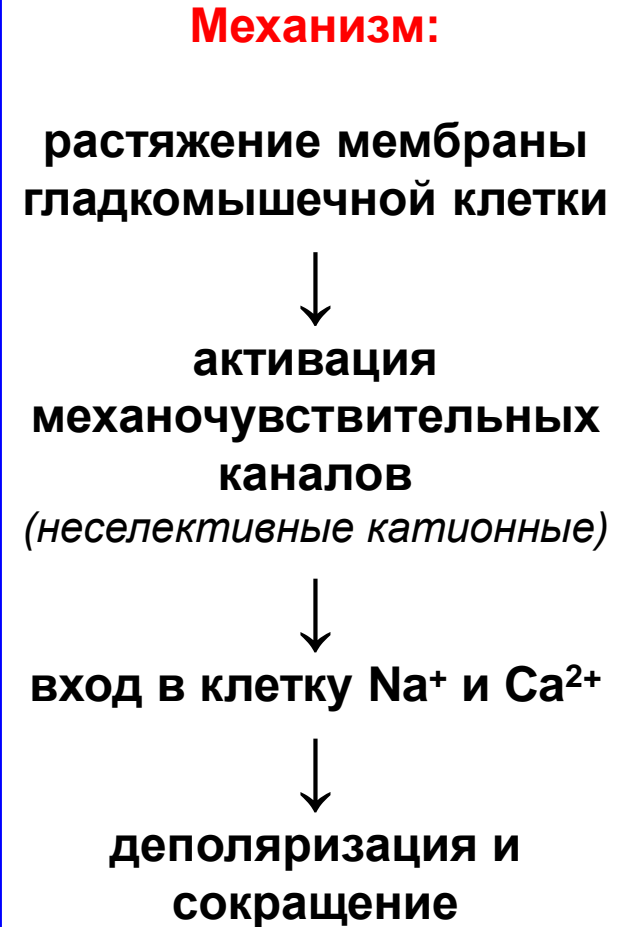 Механизм:
растяжение мембраны
гладкомышечной клетки
↓
активация
механочувствительных
каналов
(неселективные катионные)
↓
вход в клетку Na⁺ и Ca²⁺
↓
деполяризация и
сокращение